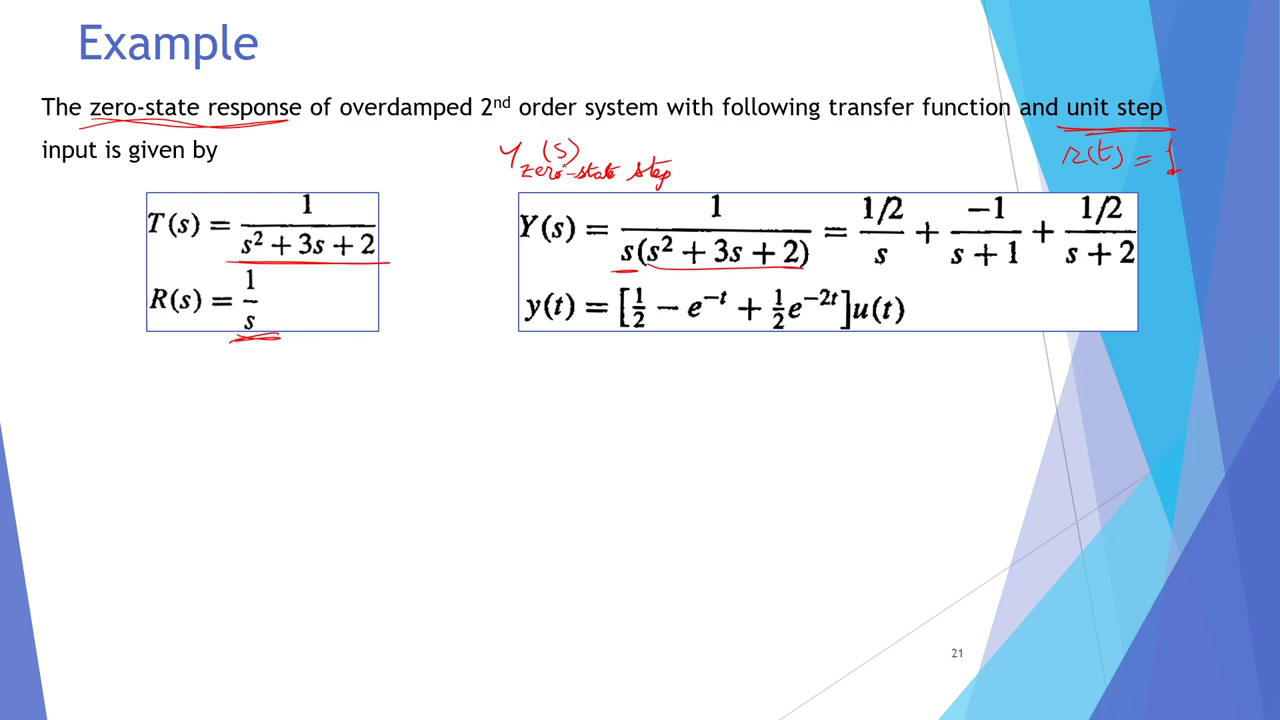 Example
The zero-state response of overdamped 2nd order system with following transfer function and unit step
input is given by
r(t) = 1
Y zero-state step (s)
T(s) = 1/(s² + 3s + 2)
R(s) = 1/s
Y(s) = 1/(s(s² + 3s + 2)) = (1/2)/s + (-1)/(s + 1) + (1/2)/(s + 2)
y(t) = [½ − e^{−t} + ½e^{−2t}]u(t)
21